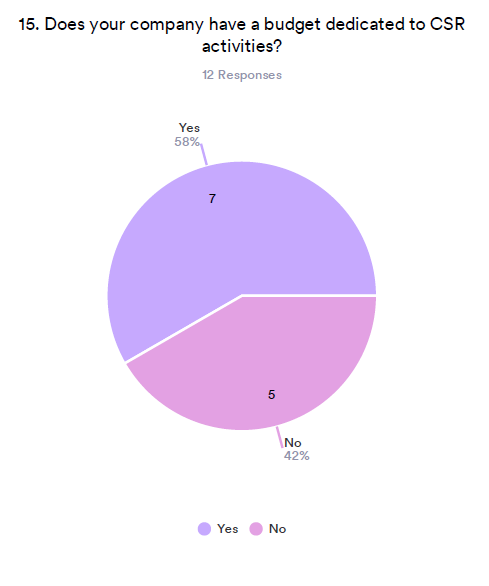 15. Does your company have a budget dedicated to CSR
activities?
12 Responses
Yes
58%
7
5
No
42%
Yes No